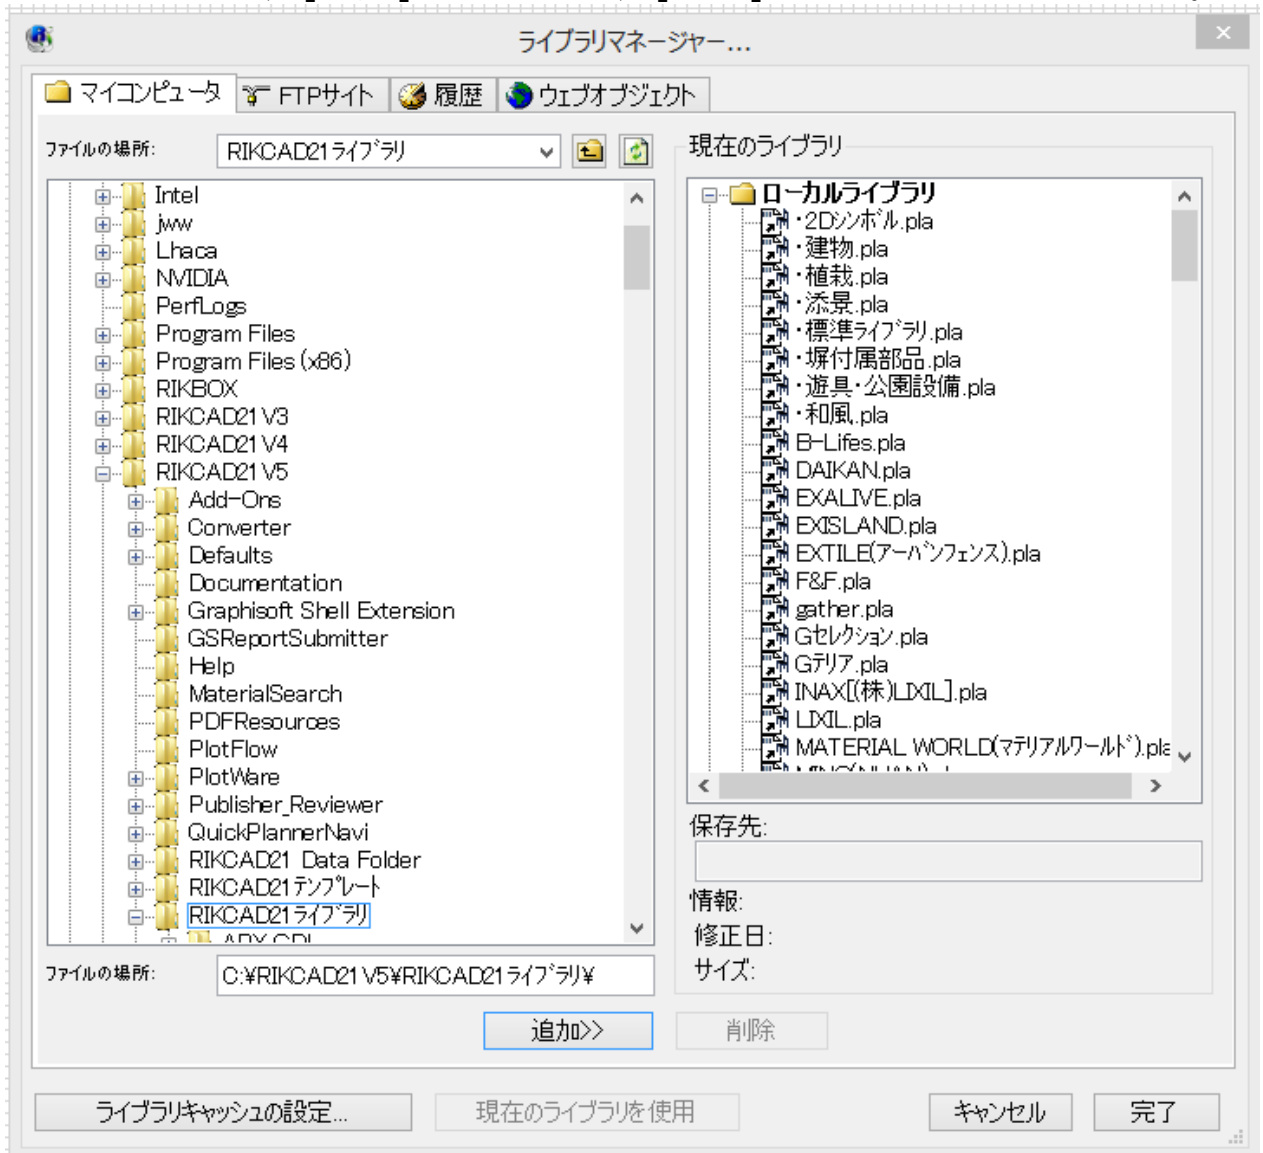 ライブラリマネージャー...
マイコンピュータ
FTPサイト
履歴
ウェブオブジェクト
ファイルの場所:
RIKCAD21ライブラリ
Intel
jww
Lhaca
NVIDIA
PerfLogs
Program Files
Program Files (x86)
RIKBOX
RIKCAD21 V3
RIKCAD21 V4
RIKCAD21 V5
Add-Ons
Converter
Defaults
Documentation
Graphisoft Shell Extension
GSReportSubmitter
Help
MaterialSearch
PDFResources
PlotFlow
PlotWare
Publisher_Reviewer
QuickPlannerNavi
RIKCAD21 Data Folder
RIKCAD21テンプレート
RIKCAD21ライブラリ
ファイルの場所:
C:¥RIKCAD21 V5¥RIKCAD21ライブラリ¥
追加>>
現在のライブラリ
ローカルライブラリ
・2Dシンボル.pla
・建物.pla
・植栽.pla
・添景.pla
・標準ライブラリ.pla
・塀付属部品.pla
・遊具・公園設備.pla
・和風.pla
B-Lifes.pla
DAIKAN.pla
EXALIVE.pla
EXISLAND.pla
EXTILE(アーバンフェンス).pla
F&F.pla
gather.pla
Gセレクション.pla
Gテリア.pla
INAX[(株)LIXIL].pla
LIXIL.pla
MATERIAL WORLD(マテリアルワールド).pla
保存先:
情報:
修正日:
サイズ:
削除
ライブラリキャッシュの設定...
現在のライブラリを使用
キャンセル
完了